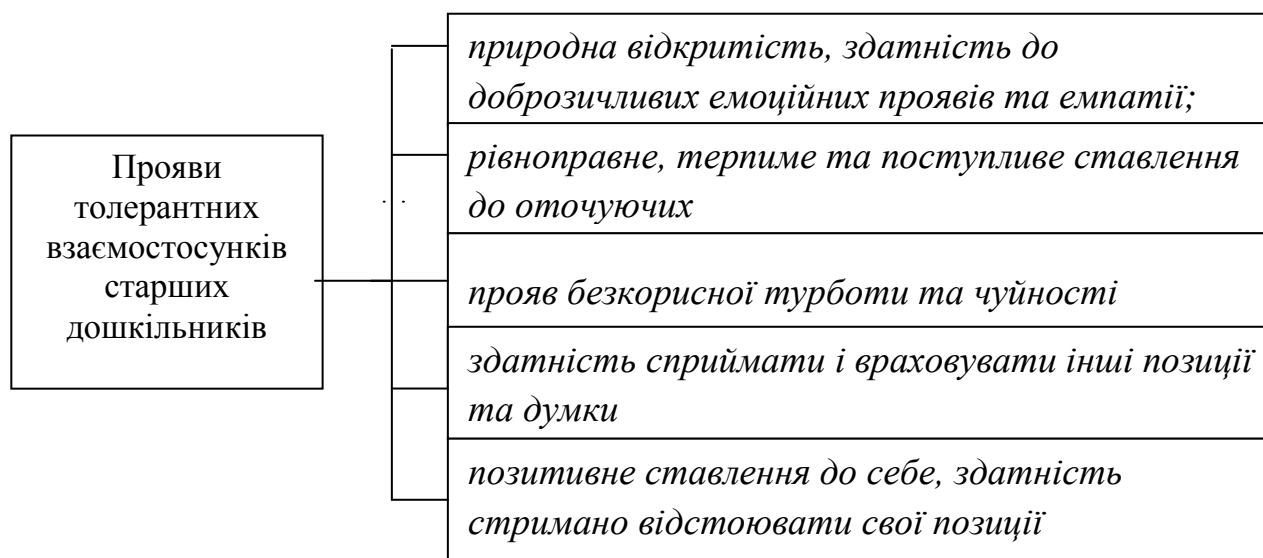 Прояви
толерантних
взаємостосунків
старших
дошкільників
природна відкритість, здатність до
доброзичливих емоційних проявів та емпатії;
рівноправне, терпиме та поступливе ставлення
до оточуючих
прояв безкорисної турботи та чуйності
здатність сприймати і враховувати інші позиції
та думки
позитивне ставлення до себе, здатність
стримано відстоювати свої позиції